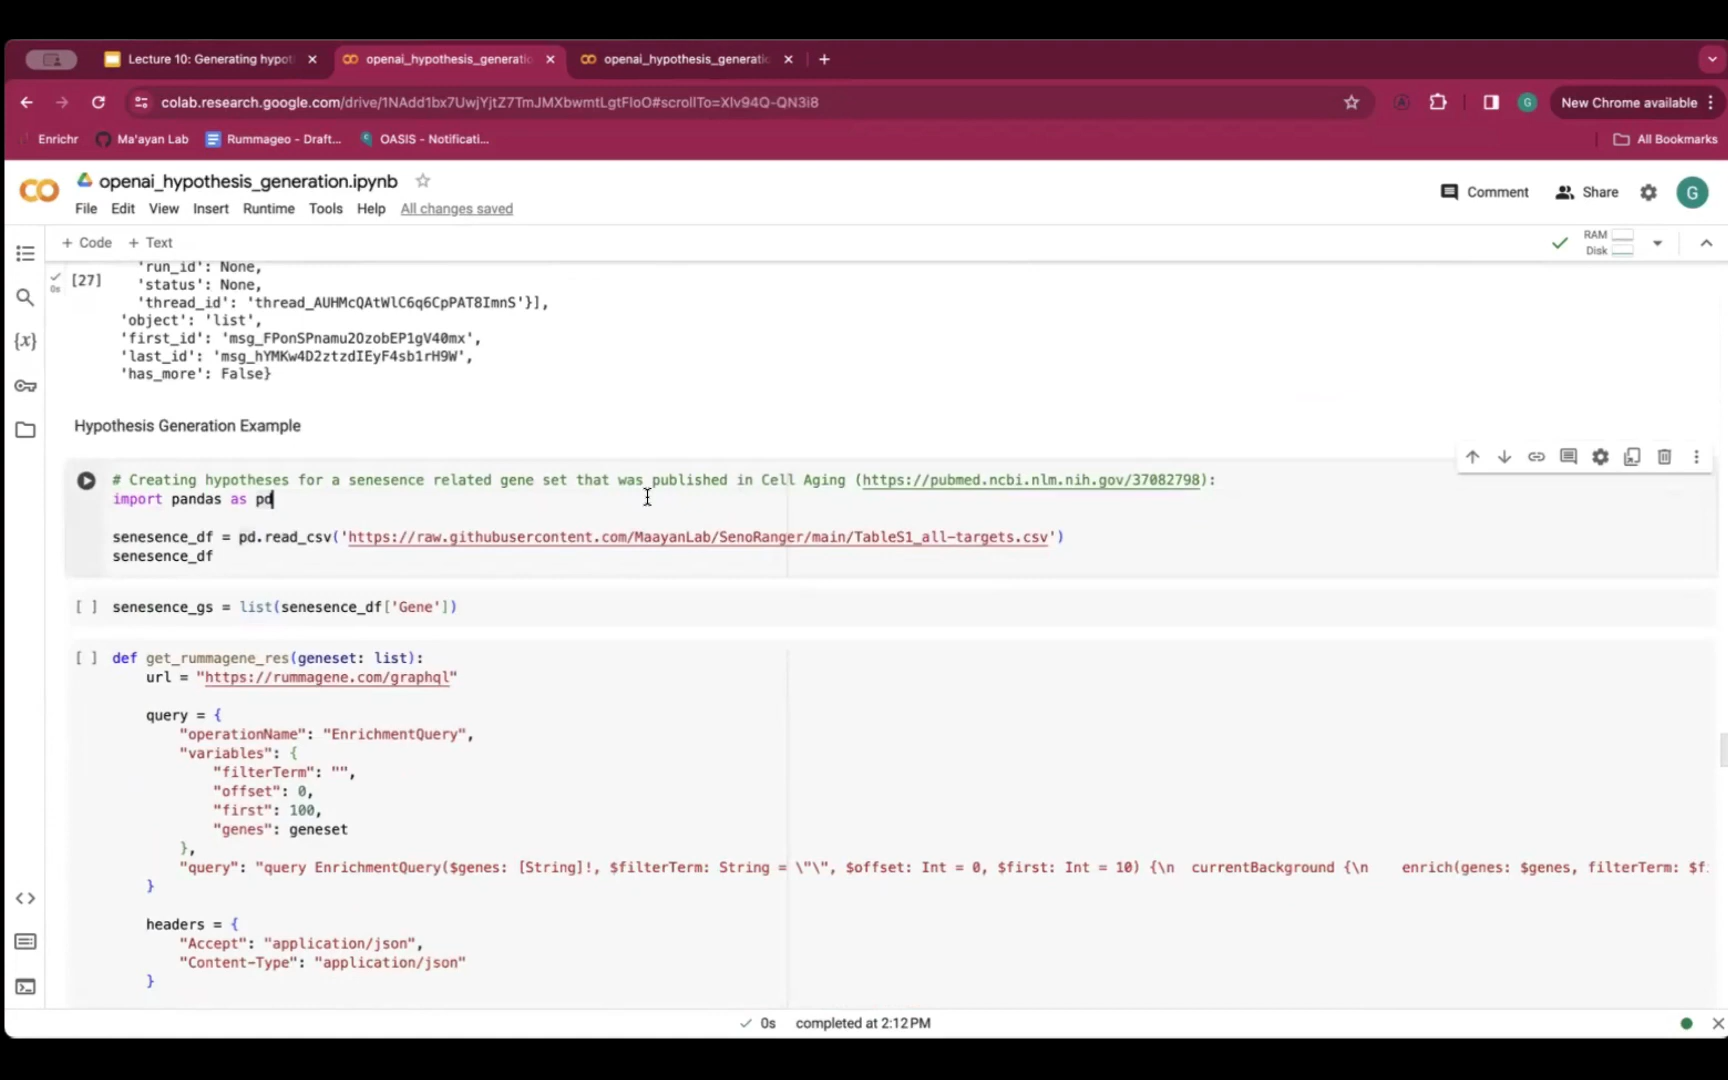 Lecture 10: Generating hypot
openai_hypothesis_generatio
openai_hypothesis_generatio
colab.research.google.com/drive/1NAdd1bx7UwjYjtZ7TmJMXbwmtLgtFIoO#scrollTo=XIv94Q-QN3i8
G
New Chrome available
Enrichr
Ma'ayan Lab
Rummageo - Draft...
OASIS - Notificati...
All Bookmarks
openai_hypothesis_generation.ipynb
Comment
Share
G
File Edit View Insert Runtime Tools Help All changes saved
+ Code + Text
RAM
Disk
[27]
0s
'run_id': None,
'status': None,
'thread_id': 'thread_AUHMcQAtWlC6q6CpPAT8ImnS'}],
'object': 'list',
'first_id': 'msg_FPonSPnamu2OzobEP1gV40mx',
'last_id': 'msg_hYMKw4D2ztzdIEyF4sb1rH9W',
'has_more': False}
Hypothesis Generation Example
# Creating hypotheses for a senesence related gene set that was published in Cell Aging (https://pubmed.ncbi.nlm.nih.gov/37082798):
import pandas as pd
senesence_df = pd.read_csv('https://raw.githubusercontent.com/MaayanLab/SenoRanger/main/TableS1_all-targets.csv')
senesence_df
[ ] senesence_gs = list(senesence_df['Gene'])
[ ] def get_rummagene_res(geneset: list):
url = "https://rummagene.com/graphql"
query = {
"operationName": "EnrichmentQuery",
"variables": {
"filterTerm": "",
"offset": 0,
"first": 100,
"genes": geneset
},
"query": "query EnrichmentQuery($genes: [String]!, $filterTerm: String = \"\", $offset: Int = 0, $first: Int = 10) {\n  currentBackground {\n    enrich(genes: $genes, filterTerm: $f
}
headers = {
"Accept": "application/json",
"Content-Type": "application/json"
}
0s completed at 2:12 PM